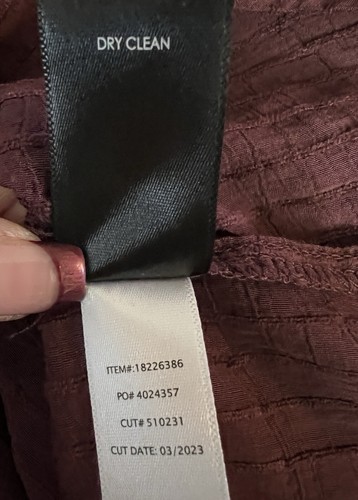 DRY CLEAN
ITEM#:18226386
PO# 4024357
CUT# 510231
CUT DATE: 03/2023